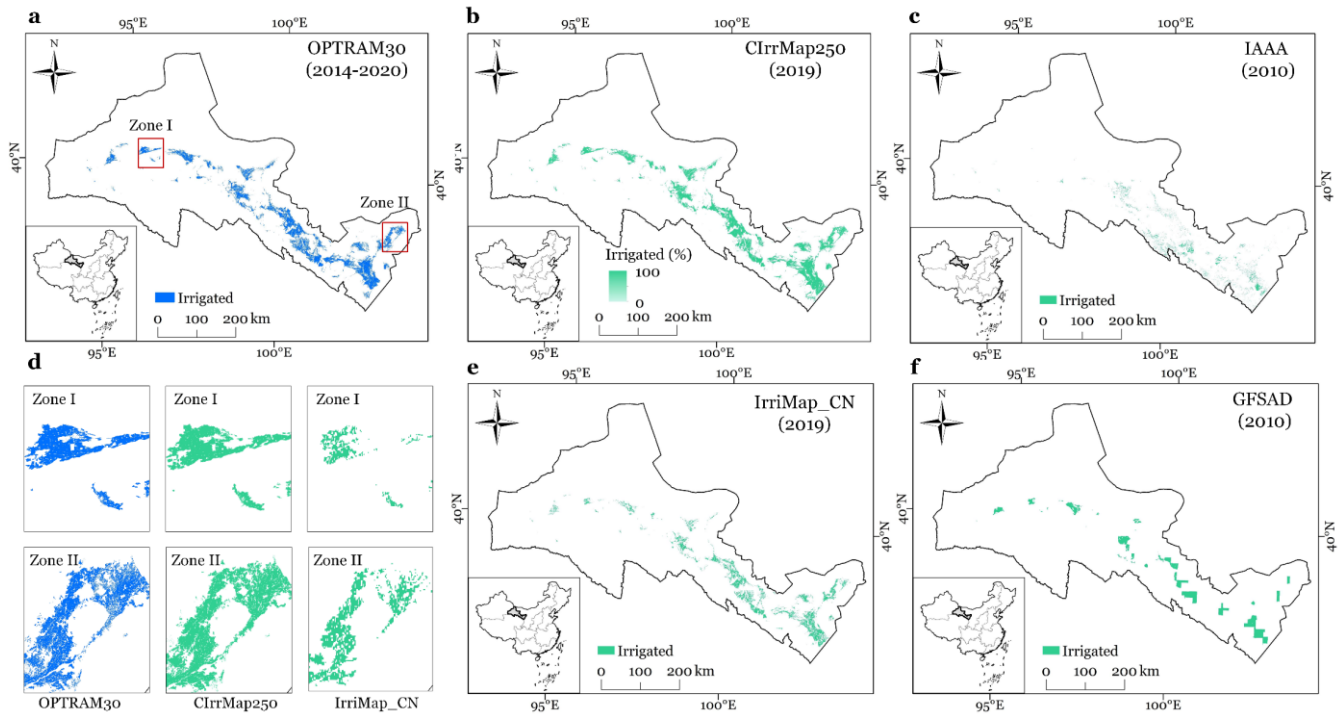 a
95°E
100°E
N
OPTRAM30
(2014-2020)
Zone I
Zone II
40°N
40°N
Irrigated
0 100 200 km
95°E
100°E
b
95°E
100°E
N
CIrrMap250
(2019)
40°N
40°N
Irrigated (%)
100
0
0 100 200 km
95°E
100°E
c
95°E
100°E
N
IAAA
(2010)
40°N
40°N
Irrigated
0 100 200 km
95°E
100°E
d
Zone I
Zone I
Zone I
Zone II
Zone II
Zone II
OPTRAM30
CIrrMap250
IrriMap_CN
e
95°E
100°E
N
IrriMap_CN
(2019)
40°N
40°N
Irrigated
0 100 200 km
95°E
100°E
f
95°E
100°E
N
GFSAD
(2010)
40°N
40°N
Irrigated
0 100 200 km
95°E
100°E